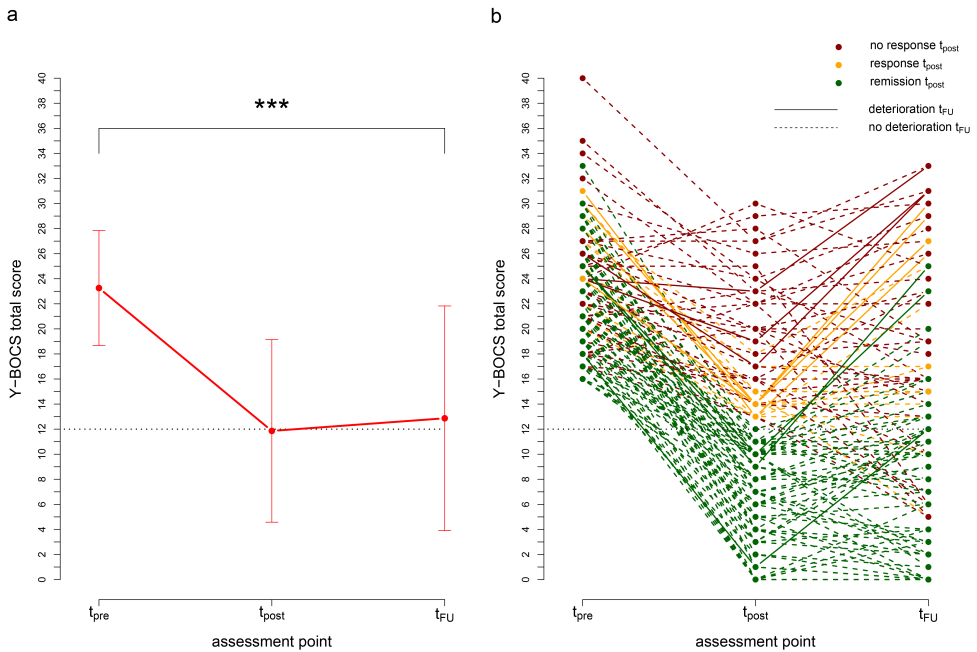 a
b
no response tpost
response tpost
remission tpost
deterioration tFU
no deterioration tFU
***
Y−BOCS total score
0 2 4 6 8 10 12 14 16 18 20 22 24 26 28 30 32 34 36 38 40
tpre tpost tFU
assessment point
Y−BOCS total score
0 2 4 6 8 10 12 14 16 18 20 22 24 26 28 30 32 34 36 38 40
tpre tpost tFU
assessment point